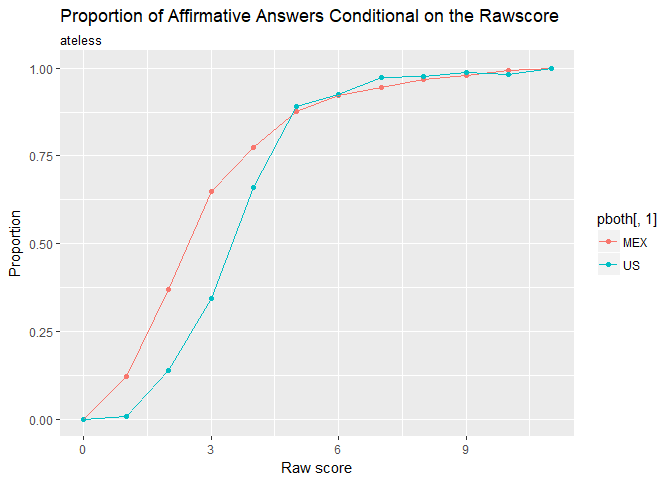 Proportion of Affirmative Answers Conditional on the Rawscore
ateless
1.00
0.75
0.50
0.25
0.00
Proportion
0 3 6 9
Raw score
pboth[, 1]
MEX
US